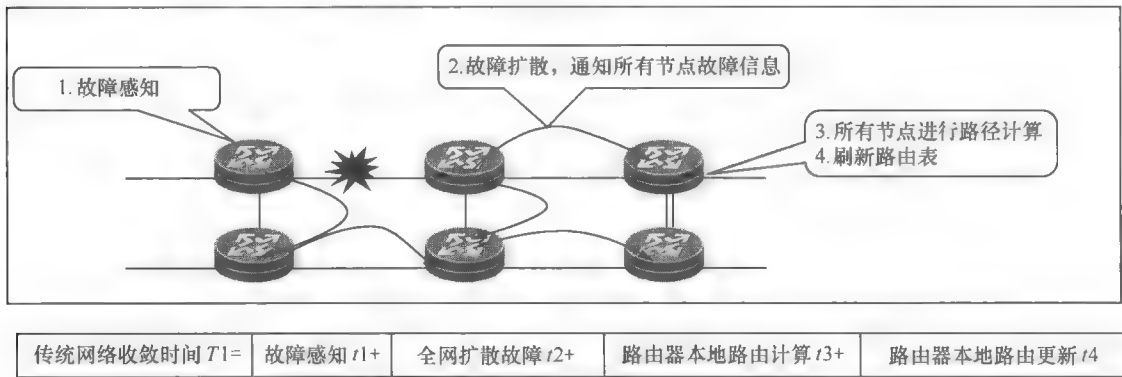 1.故障感知
2.故障扩散，通知所有节点故障信息
3.所有节点进行路径计算
4.刷新路由表
传统网络收敛时间 T1= 故障感知 t1+ 全网扩散故障 t2+ 路由器本地路由计算 t3+ 路由器本地路由更新 t4